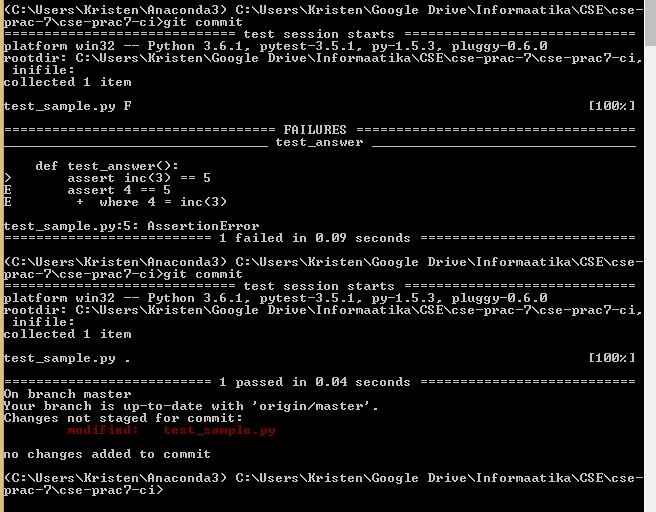 (C:\Users\Kristen\Anaconda3) C:\Users\Kristen\Google Drive\Informaatika\CSE\cse-
prac-7\cse-prac7-ci>git commit
============================= test session starts =============================
platform win32 -- Python 3.6.1, pytest-3.5.1, py-1.5.3, pluggy-0.6.0
rootdir: C:\Users\Kristen\Google Drive\Informaatika\CSE\cse-prac-7\cse-prac7-ci,
 inifile:
collected 1 item

test_sample.py F                                                         [100%]

================================== FAILURES ===================================
_________________________________ test_answer _________________________________

    def test_answer():
>       assert inc(3) == 5
E       assert 4 == 5
E        +  where 4 = inc(3)

test_sample.py:5: AssertionError
========================== 1 failed in 0.09 seconds ===========================

(C:\Users\Kristen\Anaconda3) C:\Users\Kristen\Google Drive\Informaatika\CSE\cse-
prac-7\cse-prac7-ci>git commit
============================= test session starts =============================
platform win32 -- Python 3.6.1, pytest-3.5.1, py-1.5.3, pluggy-0.6.0
rootdir: C:\Users\Kristen\Google Drive\Informaatika\CSE\cse-prac-7\cse-prac7-ci,
 inifile:
collected 1 item

test_sample.py .                                                         [100%]

========================== 1 passed in 0.04 seconds ===========================
On branch master
Your branch is up-to-date with 'origin/master'.
Changes not staged for commit:
        modified:   test_sample.py

no changes added to commit

(C:\Users\Kristen\Anaconda3) C:\Users\Kristen\Google Drive\Informaatika\CSE\cse-
prac-7\cse-prac7-ci>